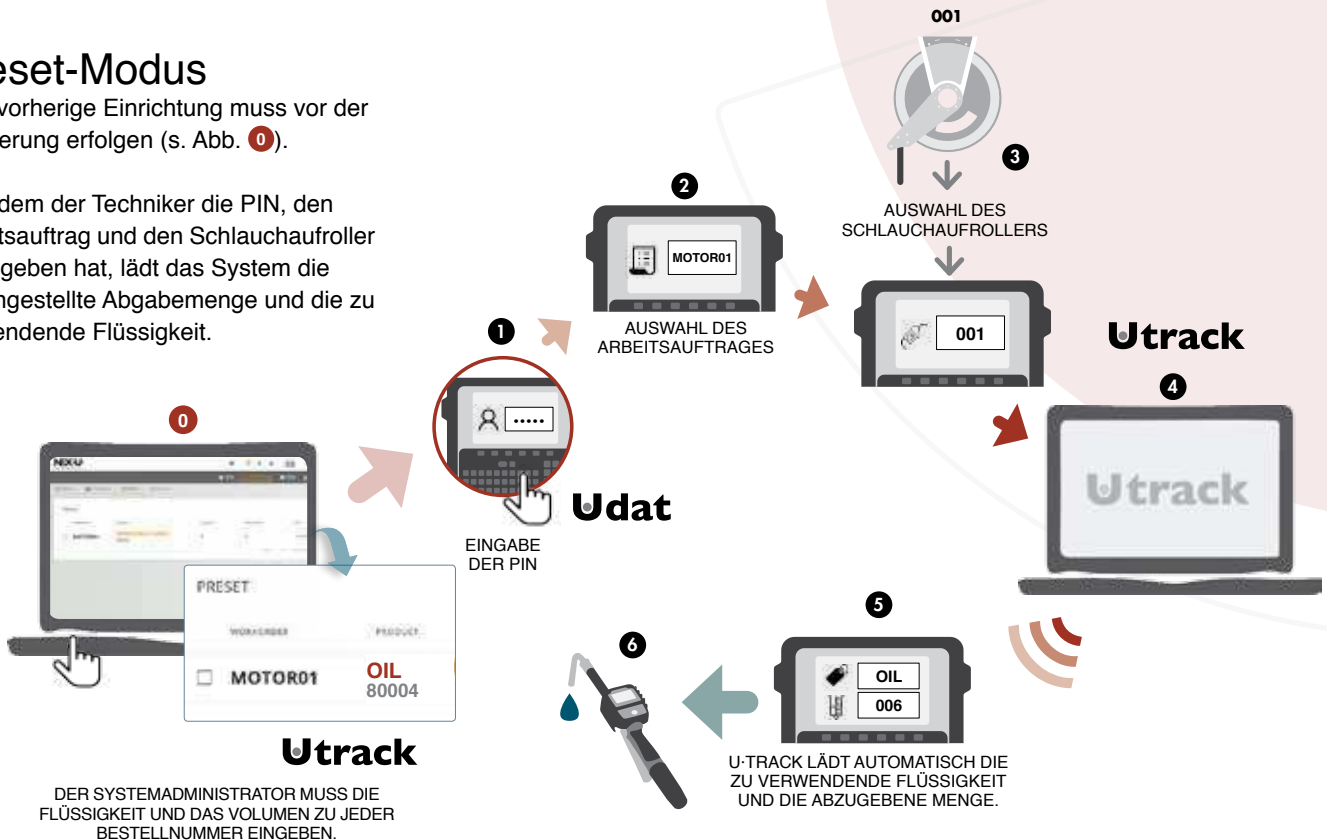 eset-Modus
vorherige Einrichtung muss vor der
erung erfolgen (s. Abb. 0).
dem der Techniker die PIN, den
tsauftrag und den Schlauchaufroller
geben hat, lädt das System die
ngestellte Abgabemenge und die zu
endende Flüssigkeit.
0
NIX·U
PRESET
WORKORDER PRODUCT
MOTOR01 OIL
80004
Utrack
DER SYSTEMADMINISTRATOR MUSS DIE
FLÜSSIGKEIT UND DAS VOLUMEN ZU JEDER
BESTELLNUMMER EINGEBEN.
1
•••••
Udat
EINGABE
DER PIN
2
MOTOR01
AUSWAHL DES
ARBEITSAUFTRAGES
001
3
AUSWAHL DES
SCHLAUCHAUFROLLERS
001
Utrack
4
Utrack
5
OIL
006
U·TRACK LÄDT AUTOMATISCH DIE
ZU VERWENDENDE FLÜSSIGKEIT
UND DIE ABZUGEBENE MENGE.
6